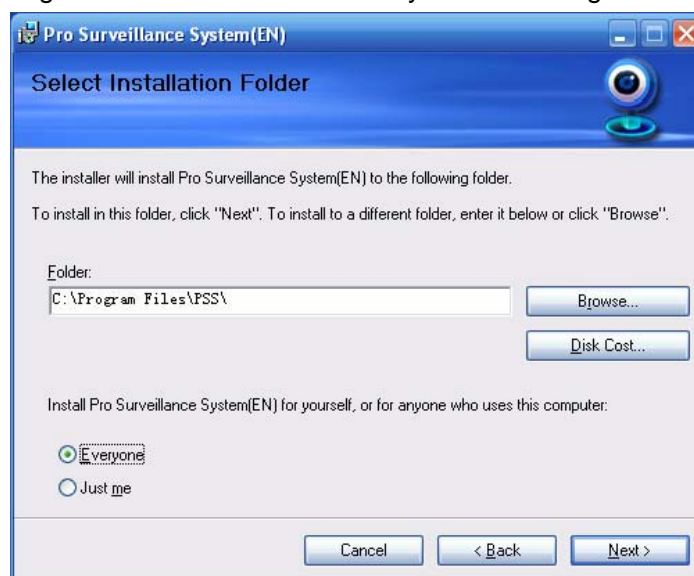 Pro Surveillance System(EN)
Select Installation Folder
The installer will install Pro Surveillance System(EN) to the following folder.
To install in this folder, click "Next". To install to a different folder, enter it below or click "Browse".
Folder:
C:\Program Files\PSS\
Browse...
Disk Cost...
Install Pro Surveillance System(EN) for yourself, or for anyone who uses this computer:
Everyone
Just me
Cancel
< Back
Next >